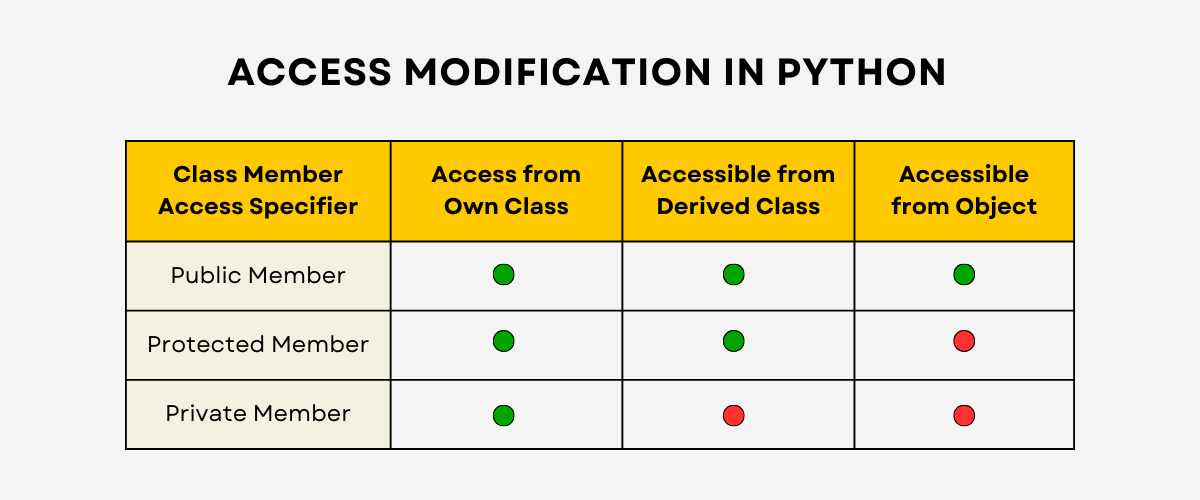 ACCESS MODIFICATION IN PYTHON
Class Member
Access Specifier
Access from
Own Class
Accessible from
Derived Class
Accessible
from Object
Public Member
Protected Member
Private Member